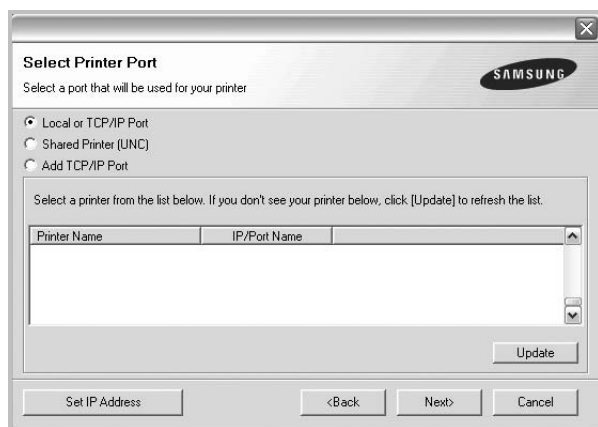 Select Printer Port
Select a port that will be used for your printer
SAMSUNG
Local or TCP/IP Port
Shared Printer (UNC)
Add TCP/IP Port
Select a printer from the list below. If you don't see your printer below, click [Update] to refresh the list.
Printer Name IP/Port Name
Update
Set IP Address <Back Next> Cancel